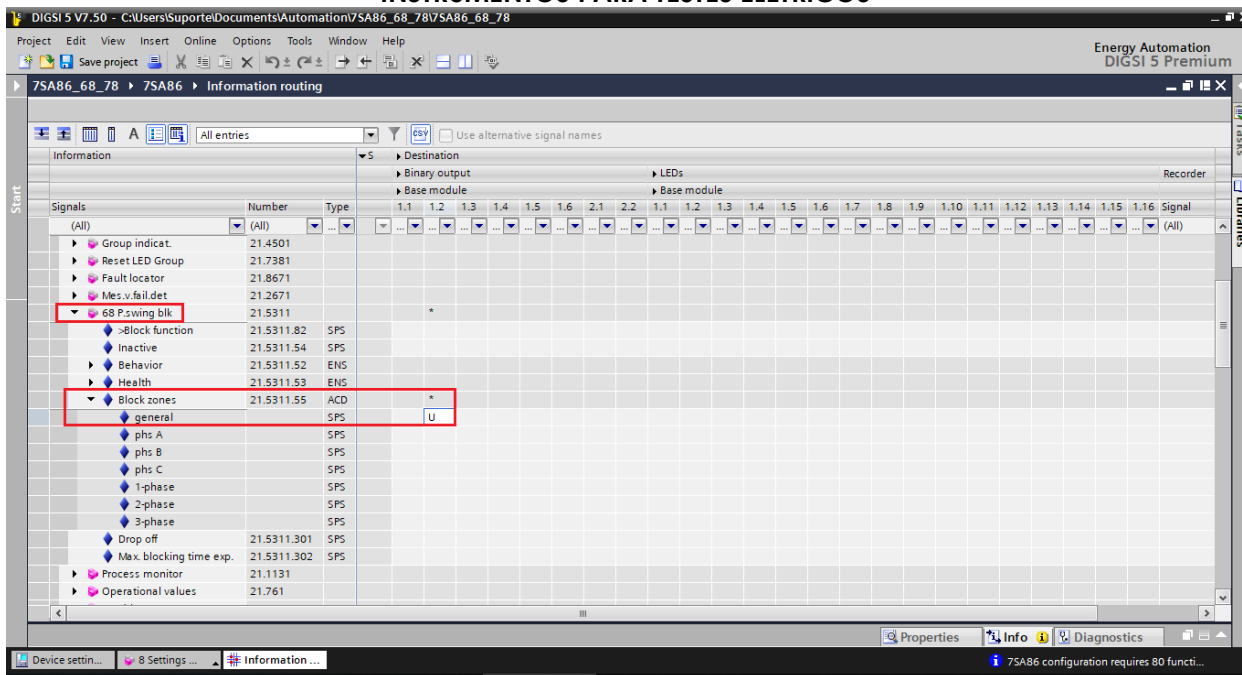 INSTRUMENTOS PARA TESTES ELÉTRICOS
DIGSI 5 V7.50 - C:\Users\Suporte\Documents\Automation\7SA86_68_78\7SA86_68_78
Project Edit View Insert Online Options Tools Window Help
Energy Automation
DIGSI 5 Premium
Save project
7SA86_68_78 ▸ 7SA86 ▸ Information routing
All entries
CSV
Use alternative signal names
Information S Destination
Binary output LEDs Recorder
Base module Base module
Signals Number Type 1.1 1.2 1.3 1.4 1.5 1.6 2.1 2.2 1.1 1.2 1.3 1.4 1.5 1.6 1.7 1.8 1.9 1.10 1.11 1.12 1.13 1.14 1.15 1.16 Signal
(All) (All) ... ... ... ... ... ... ... ... ... ... ... ... ... ... ... ... ... ... ... ... ... ... ... ... ... (All)
Group indicat. 21.4501
Reset LED Group 21.7381
Fault locator 21.8671
Mes.v.fail.det 21.2671
68 P.swing blk 21.5311 *
>Block function 21.5311.82 SPS
Inactive 21.5311.54 SPS
Behavior 21.5311.52 ENS
Health 21.5311.53 ENS
Block zones 21.5311.55 ACD *
general SPS U
phs A SPS
phs B SPS
phs C SPS
1-phase SPS
2-phase SPS
3-phase SPS
Drop off 21.5311.301 SPS
Max. blocking time exp. 21.5311.302 SPS
Process monitor 21.1131
Operational values 21.761
Start
Libraries
Properties Info Diagnostics
Device settin... 8 Settings ... Information ...
7SA86 configuration requires 80 functi...